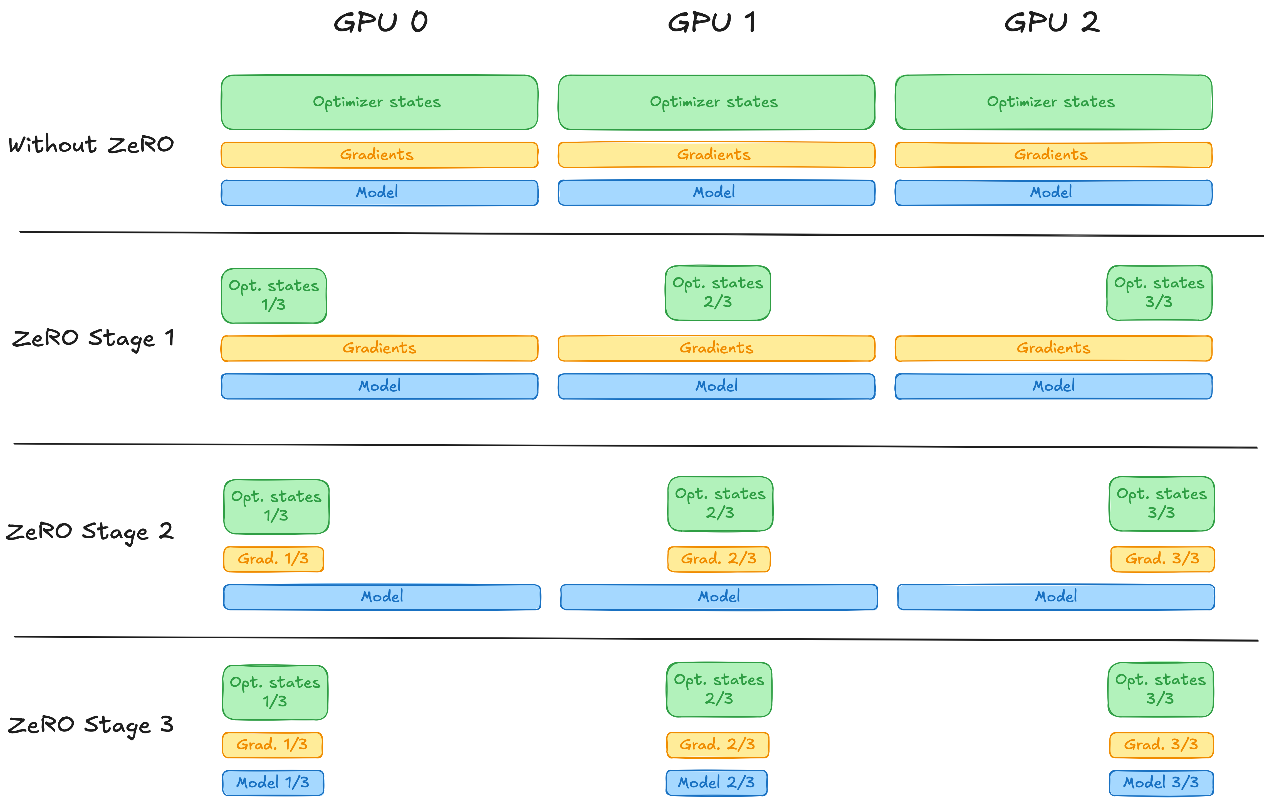 GPU 0
GPU 1
GPU 2
Without ZeRO
Optimizer states
Optimizer states
Optimizer states
Gradients
Gradients
Gradients
Model
Model
Model
ZeRO Stage 1
Opt. states
1/3
Opt. states
2/3
Opt. states
3/3
Gradients
Gradients
Gradients
Model
Model
Model
ZeRO Stage 2
Opt. states
1/3
Opt. states
2/3
Opt. states
3/3
Grad. 1/3
Grad. 2/3
Grad. 3/3
Model
Model
Model
ZeRO Stage 3
Opt. states
1/3
Opt. states
2/3
Opt. states
3/3
Grad. 1/3
Grad. 2/3
Grad. 3/3
Model 1/3
Model 2/3
Model 3/3